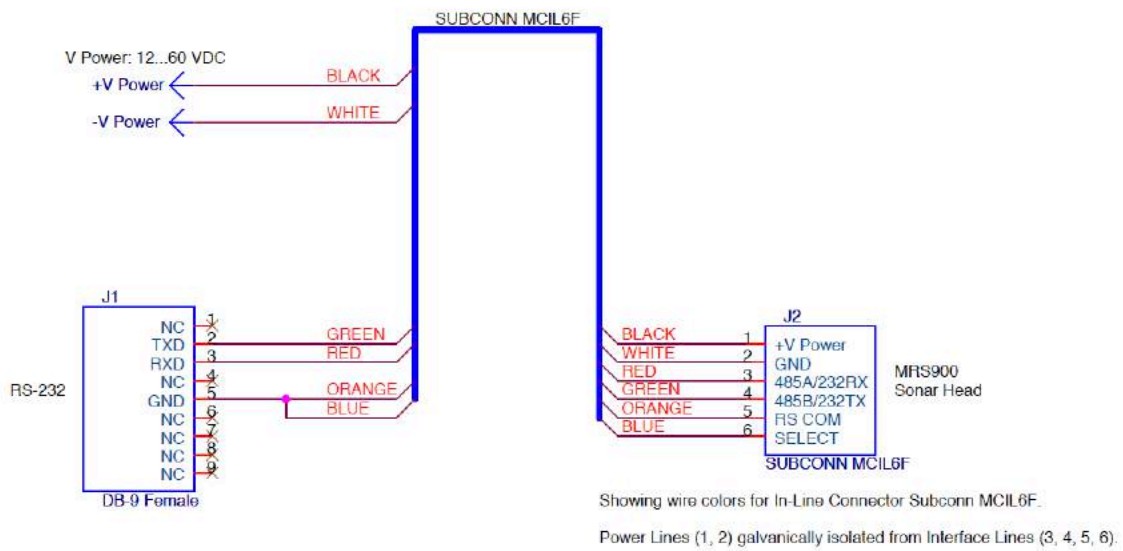 SUBCONN MCIL6F
V Power: 12...60 VDC
+V Power
BLACK
-V Power
WHITE
J1
NC 1
TXD 2 GREEN
RXD 3 RED
NC 4
GND 5 ORANGE
BLUE
NC 6
NC 7
NC 8
NC 9
RS-232
DB-9 Female
J2
BLACK 1 +V Power
WHITE 2 GND
RED 3 485A/232RX
GREEN 4 485B/232TX
ORANGE 5 RS COM
BLUE 6 SELECT
MRS900
Sonar Head
SUBCONN MCIL6F
Showing wire colors for In-Line Connector Subconn MCIL6F.
Power Lines (1, 2) galvanically isolated from Interface Lines (3, 4, 5, 6).